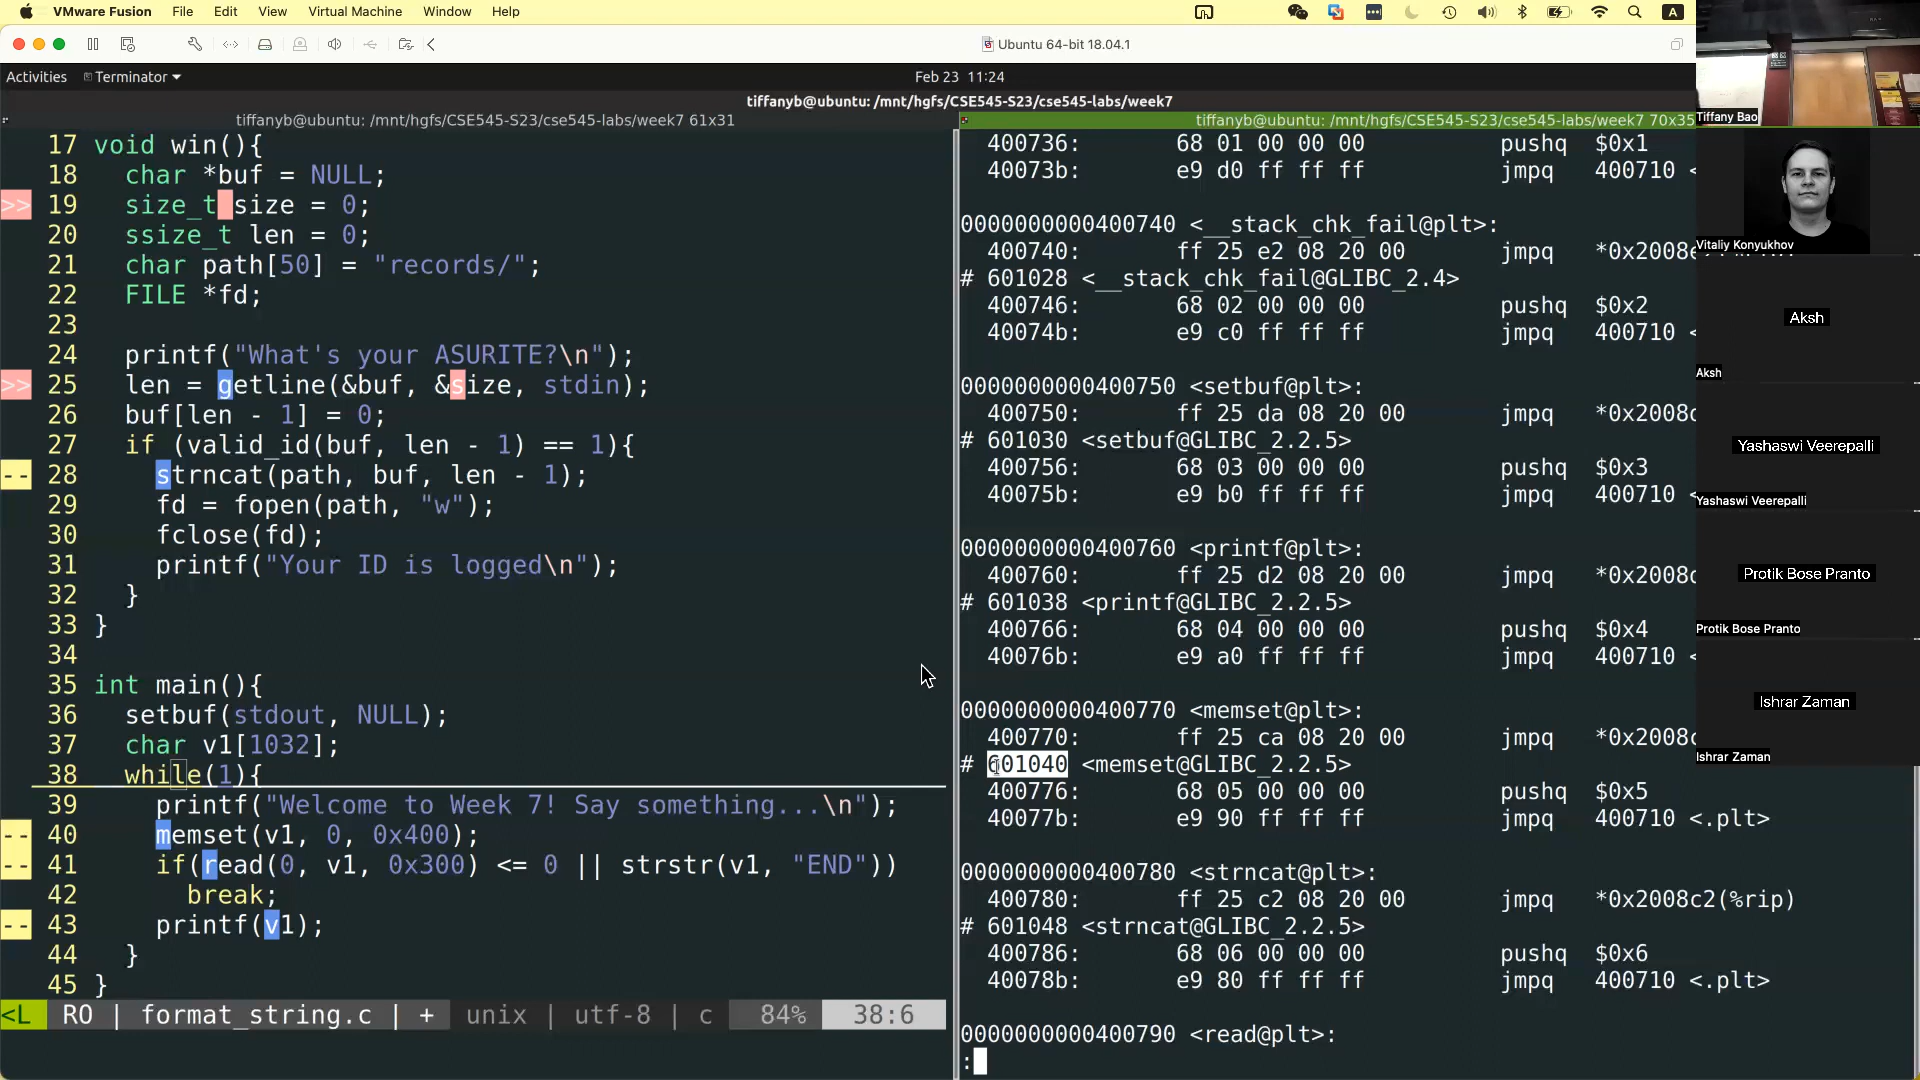 VMware Fusion File Edit View Virtual Machine Window Help A
Ubuntu 64-bit 18.04.1
Activities Terminator Feb 23 11:24
tiffanyb@ubuntu: /mnt/hgfs/CSE545-S23/cse545-labs/week7
tiffanyb@ubuntu: /mnt/hgfs/CSE545-S23/cse545-labs/week7 61x31
17 void win(){
18 char *buf = NULL;
>> 19 size_t size = 0;
20 ssize_t len = 0;
21 char path[50] = "records/";
22 FILE *fd;
23
24 printf("What's your ASURITE?\n");
>> 25 len = getline(&buf, &size, stdin);
26 buf[len - 1] = 0;
27 if (valid_id(buf, len - 1) == 1){
-- 28 strncat(path, buf, len - 1);
29 fd = fopen(path, "w");
30 fclose(fd);
31 printf("Your ID is logged\n");
32 }
33 }
34
35 int main(){
36 setbuf(stdout, NULL);
37 char v1[1032];
38 while(1){
39 printf("Welcome to Week 7! Say something...\n");
-- 40 memset(v1, 0, 0x400);
-- 41 if(read(0, v1, 0x300) <= 0 || strstr(v1, "END"))
42 break;
-- 43 printf(v1);
44 }
45 }
<L RO | format_string.c | + unix | utf-8 | c 84% 38:6
tiffanyb@ubuntu: /mnt/hgfs/CSE545-S23/cse545-labs/week7 70x35
400736: 68 01 00 00 00 pushq $0x1
40073b: e9 d0 ff ff ff jmpq 400710 <
0000000000400740 <__stack_chk_fail@plt>:
400740: ff 25 e2 08 20 00 jmpq *0x2008e
# 601028 <__stack_chk_fail@GLIBC_2.4>
400746: 68 02 00 00 00 pushq $0x2
40074b: e9 c0 ff ff ff jmpq 400710 <
0000000000400750 <setbuf@plt>:
400750: ff 25 da 08 20 00 jmpq *0x2008d
# 601030 <setbuf@GLIBC_2.2.5>
400756: 68 03 00 00 00 pushq $0x3
40075b: e9 b0 ff ff ff jmpq 400710 <
0000000000400760 <printf@plt>:
400760: ff 25 d2 08 20 00 jmpq *0x2008d
# 601038 <printf@GLIBC_2.2.5>
400766: 68 04 00 00 00 pushq $0x4
40076b: e9 a0 ff ff ff jmpq 400710 <
0000000000400770 <memset@plt>:
400770: ff 25 ca 08 20 00 jmpq *0x2008c
# 601040 <memset@GLIBC_2.2.5>
400776: 68 05 00 00 00 pushq $0x5
40077b: e9 90 ff ff ff jmpq 400710 <.plt>
0000000000400780 <strncat@plt>:
400780: ff 25 c2 08 20 00 jmpq *0x2008c2(%rip)
# 601048 <strncat@GLIBC_2.2.5>
400786: 68 06 00 00 00 pushq $0x6
40078b: e9 80 ff ff ff jmpq 400710 <.plt>
0000000000400790 <read@plt>:
:
Tiffany Bao
Vitaliy Konyukhov
Aksh
Aksh
Yashaswi Veerepalli
Yashaswi Veerepalli
Protik Bose Pranto
Protik Bose Pranto
Ishrar Zaman
Ishrar Zaman